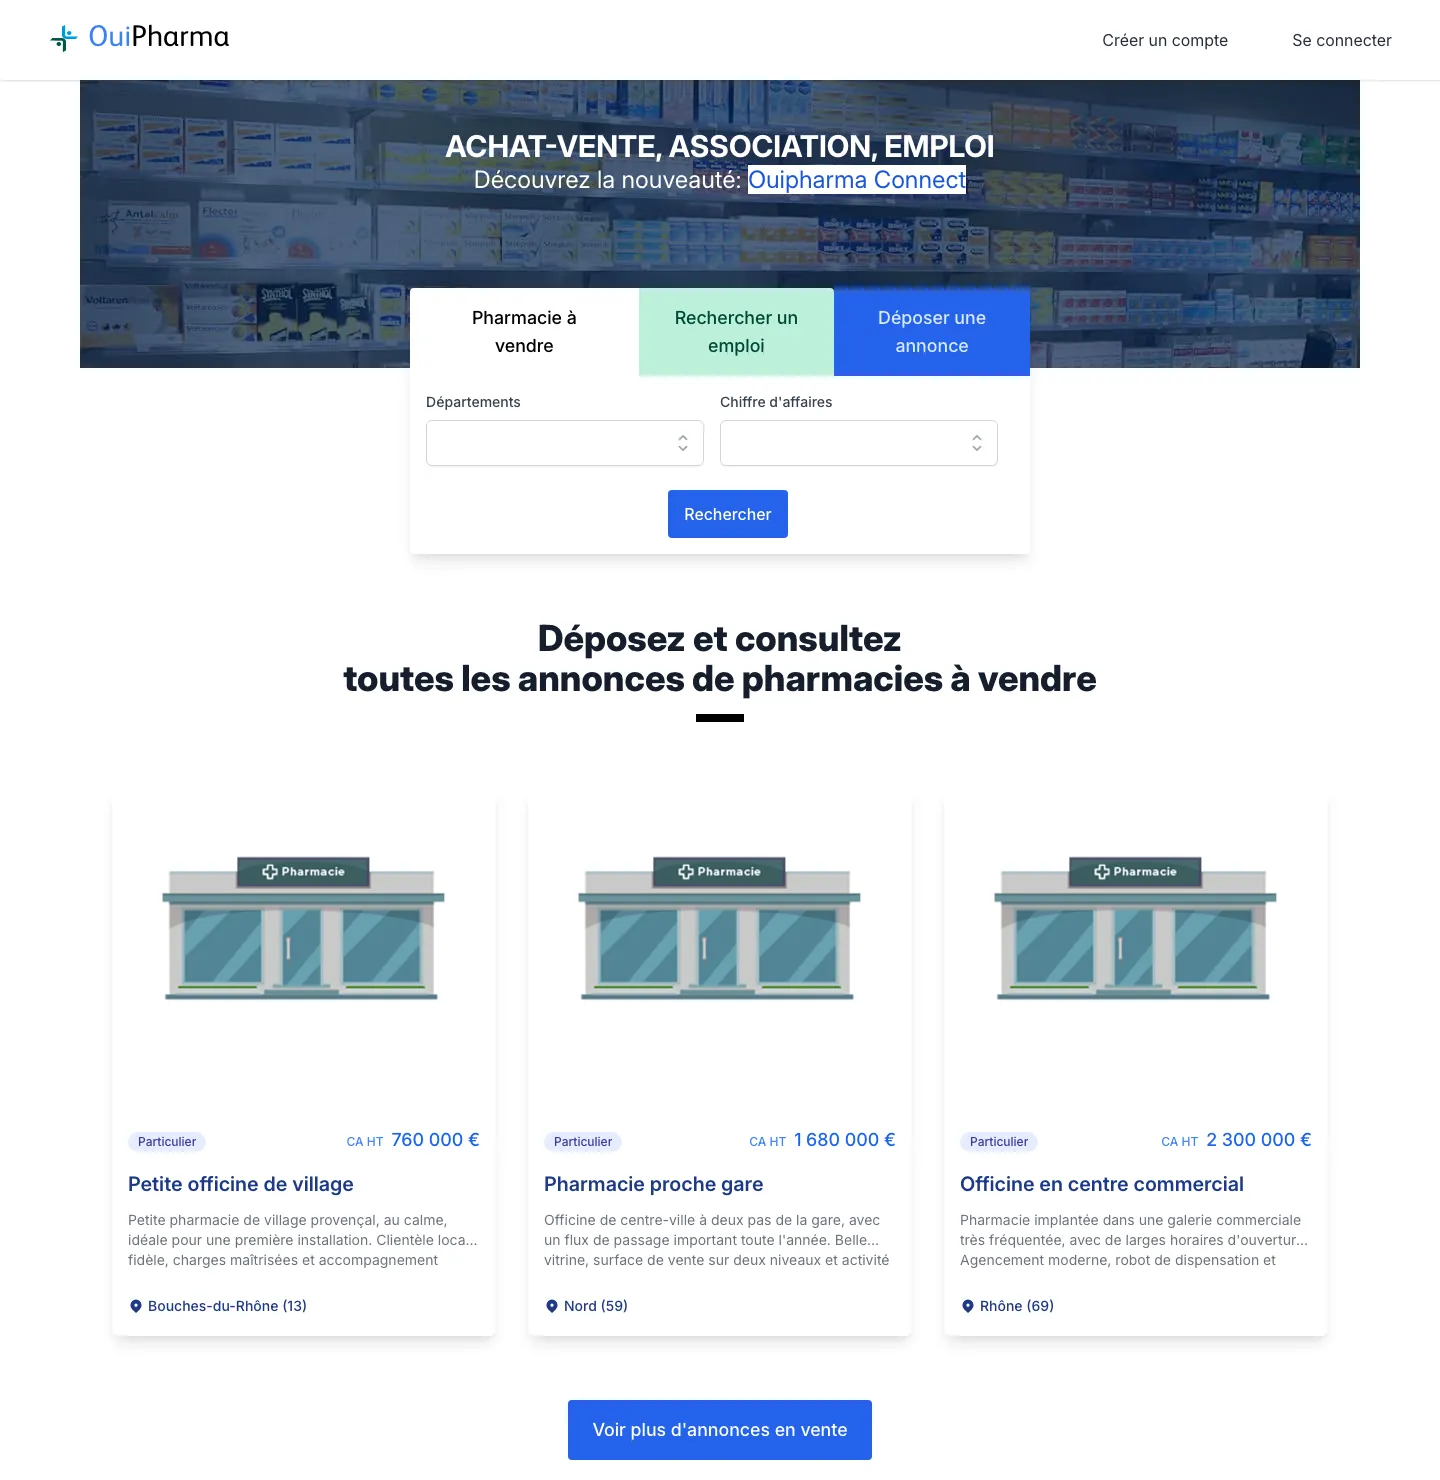 OuiPharma
Créer un compte
Se connecter
ACHAT-VENTE, ASSOCIATION, EMPLOI
Découvrez la nouveauté: Ouipharma Connect
Antalcalm
Flector
Flector
Voltaren
SYNTHOL
SYNTHOL
Pharmacie à
vendre
Rechercher un
emploi
Déposer une
annonce
Départements
Chiffre d'affaires
Rechercher
Déposez et consultez
toutes les annonces de pharmacies à vendre
Pharmacie
Pharmacie
Pharmacie
Particulier
CA HT 760 000 €
Petite officine de village
Petite pharmacie de village provençal, au calme,
idéale pour une première installation. Clientèle loca...
fidèle, charges maîtrisées et accompagnement
Bouches-du-Rhône (13)
Particulier
CA HT 1 680 000 €
Pharmacie proche gare
Officine de centre-ville à deux pas de la gare, avec
un flux de passage important toute l'année. Belle...
vitrine, surface de vente sur deux niveaux et activité
Nord (59)
Particulier
CA HT 2 300 000 €
Officine en centre commercial
Pharmacie implantée dans une galerie commerciale
très fréquentée, avec de larges horaires d'ouvertur...
Agencement moderne, robot de dispensation et
Rhône (69)
Voir plus d'annonces en vente